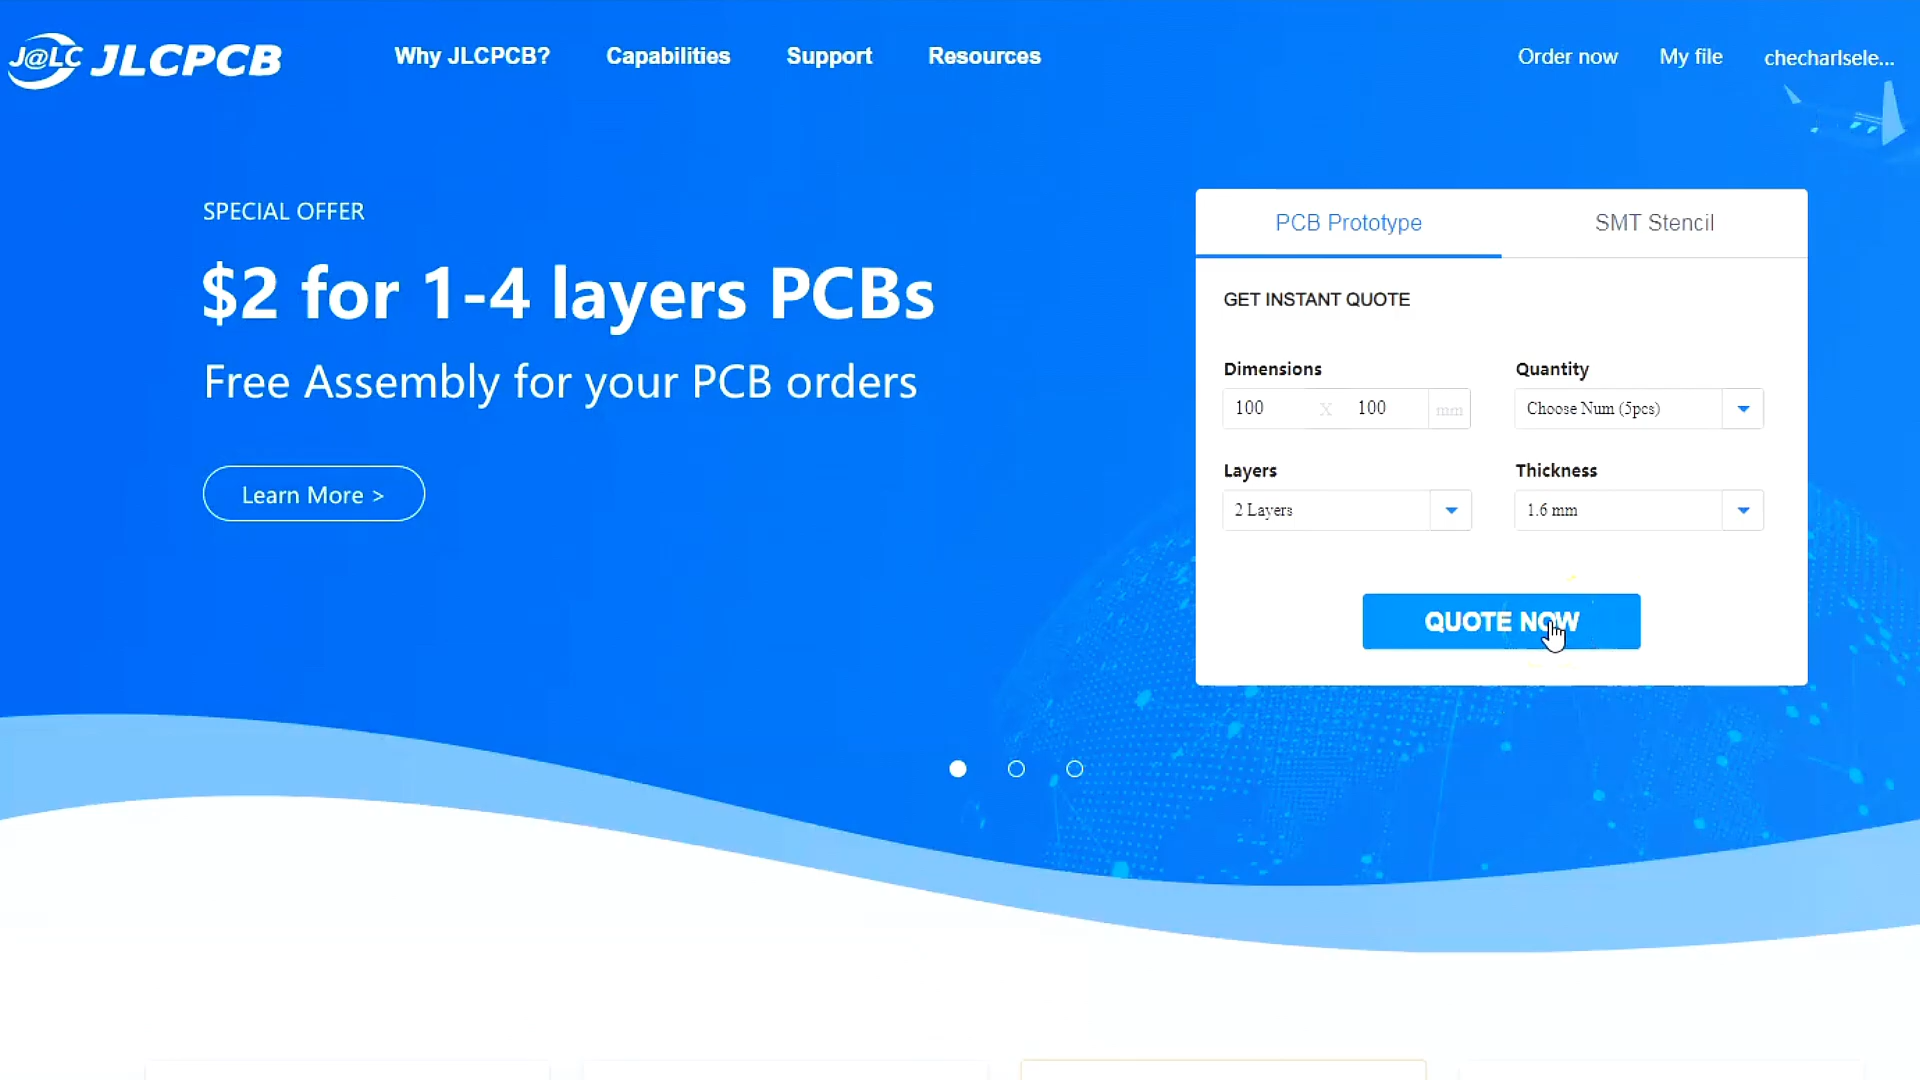 J@LC JLCPCB
Why JLCPCB?
Capabilities
Support
Resources
Order now
My file
checharlsele...
SPECIAL OFFER
$2 for 1-4 layers PCBs
Free Assembly for your PCB orders
Learn More >
PCB Prototype
SMT Stencil
GET INSTANT QUOTE
Dimensions
100 X 100 mm
Quantity
Choose Num (5pcs)
Layers
2 Layers
Thickness
1.6 mm
QUOTE NOW